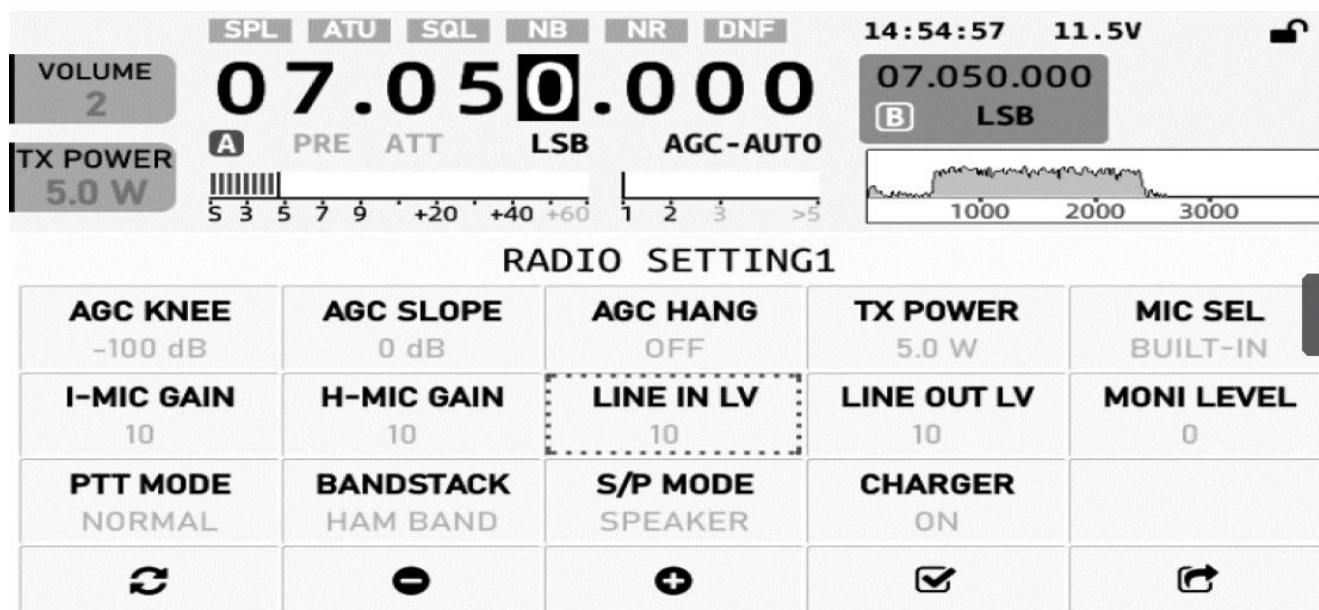 SPL ATU SQL NB NR DNF 14:54:57 11.5V
VOLUME
2
07.050.000
07.050.000
B LSB
A PRE ATT LSB AGC-AUTO
TX POWER
5.0 W
S 3 5 7 9 +20 +40 +60 1 2 3 >5
1000 2000 3000
RADIO SETTING1
AGC KNEE AGC SLOPE AGC HANG TX POWER MIC SEL
-100 dB 0 dB OFF 5.0 W BUILT-IN
I-MIC GAIN H-MIC GAIN LINE IN LV LINE OUT LV MONI LEVEL
10 10 10 10 0
PTT MODE BANDSTACK S/P MODE CHARGER
NORMAL HAM BAND SPEAKER ON